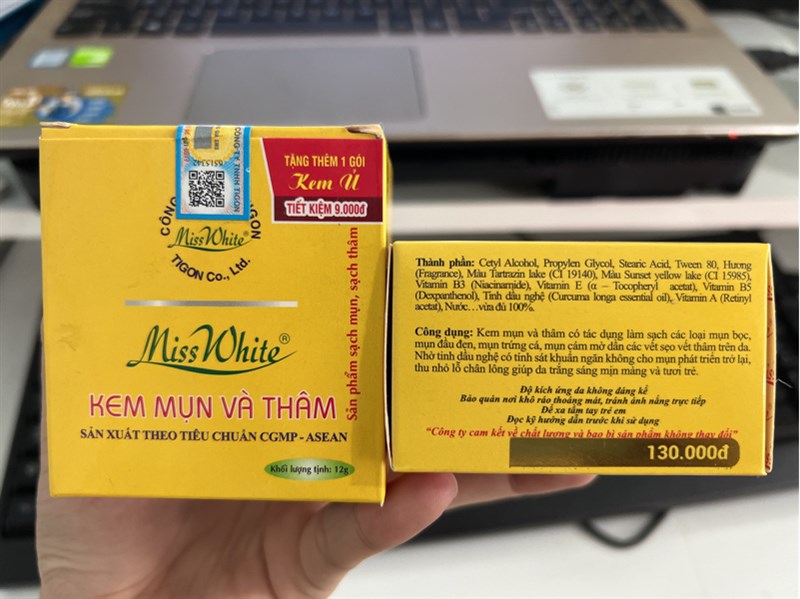 CÔNG TY TNHH TIGON
TẶNG THÊM 1 GÓI
Kem Ủ
TIẾT KIỆM 9.000đ
Miss White®
TIGON Co., Ltd.
Miss White®
KEM MỤN VÀ THÂM
SẢN XUẤT THEO TIÊU CHUẨN CGMP - ASEAN
Khối lượng tịnh: 12g
Sản phẩm sạch mụn, sạch thâm
Thành phần: Cetyl Alcohol, Propylen Glycol, Stearic Acid, Tween 80, Hương
(Fragrance), Màu Tartrazin lake (CI 19140), Màu Sunset yellow lake (CI 15985),
Vitamin B3 (Niacinamide), Vitamin E (α – Tocopheryl acetat), Vitamin B5
(Dexpanthenol), Tinh dầu nghệ (Curcuma longa essential oil), Vitamin A (Retinyl
acetat), Nước…vừa đủ 100%.
Công dụng: Kem mụn và thâm có tác dụng làm sạch các loại mụn bọc,
mụn đầu đen, mụn trứng cá, mụn cám mờ dần các vết sẹo vết thâm trên da.
Nhờ tinh dầu nghệ có tính sát khuẩn ngăn không cho mụn phát triển trở lại,
thu nhỏ lỗ chân lông giúp da trắng sáng mịn màng và tươi trẻ.
Độ kích ứng da không đáng kể
Bảo quản nơi khô ráo thoáng mát, tránh ánh nắng trực tiếp
Để xa tầm tay trẻ em
Đọc kỹ hướng dẫn trước khi sử dụng
“Công ty cam kết về chất lượng và bao bì sản phẩm không thay đổi”
130.000đ